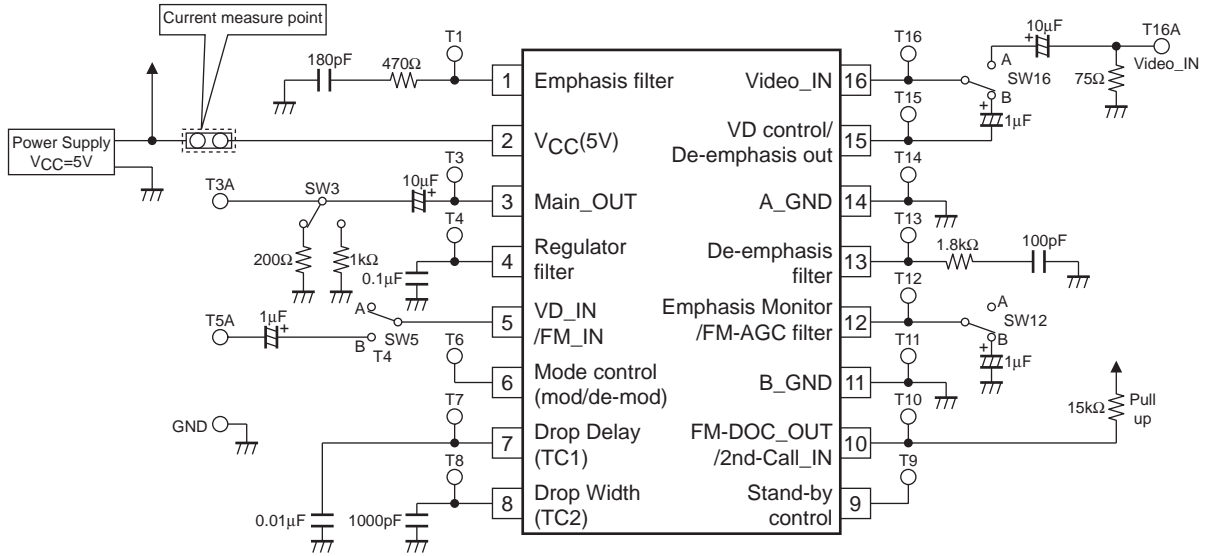 Current measure point
Power Supply
VCC=5V
180pF
470Ω
T1
1
Emphasis filter
2
VCC(5V)
T3A
SW3
10μF
+
T3
3
Main_OUT
200Ω
1kΩ
0.1μF
T4
4
Regulator
filter
T5A
1μF
+
A
B
SW5
T4
5
VD_IN
/FM_IN
T6
6
Mode control
(mod/de-mod)
GND
T7
7
Drop Delay
(TC1)
0.01μF
T8
1000pF
8
Drop Width
(TC2)
Video_IN
16
T16
A
SW16
B
10μF
+
T16A
Video_IN
75Ω
+
1μF
VD control/
De-emphasis out
15
T15
A_GND
14
T14
De-emphasis
filter
13
T13
1.8kΩ
100pF
Emphasis Monitor
/FM-AGC filter
12
T12
A
SW12
B
+
1μF
B_GND
11
T11
FM-DOC_OUT
/2nd-Call_IN
10
T10
15kΩ
Pull
up
Stand-by
control
9
T9